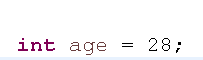 int age = 28;